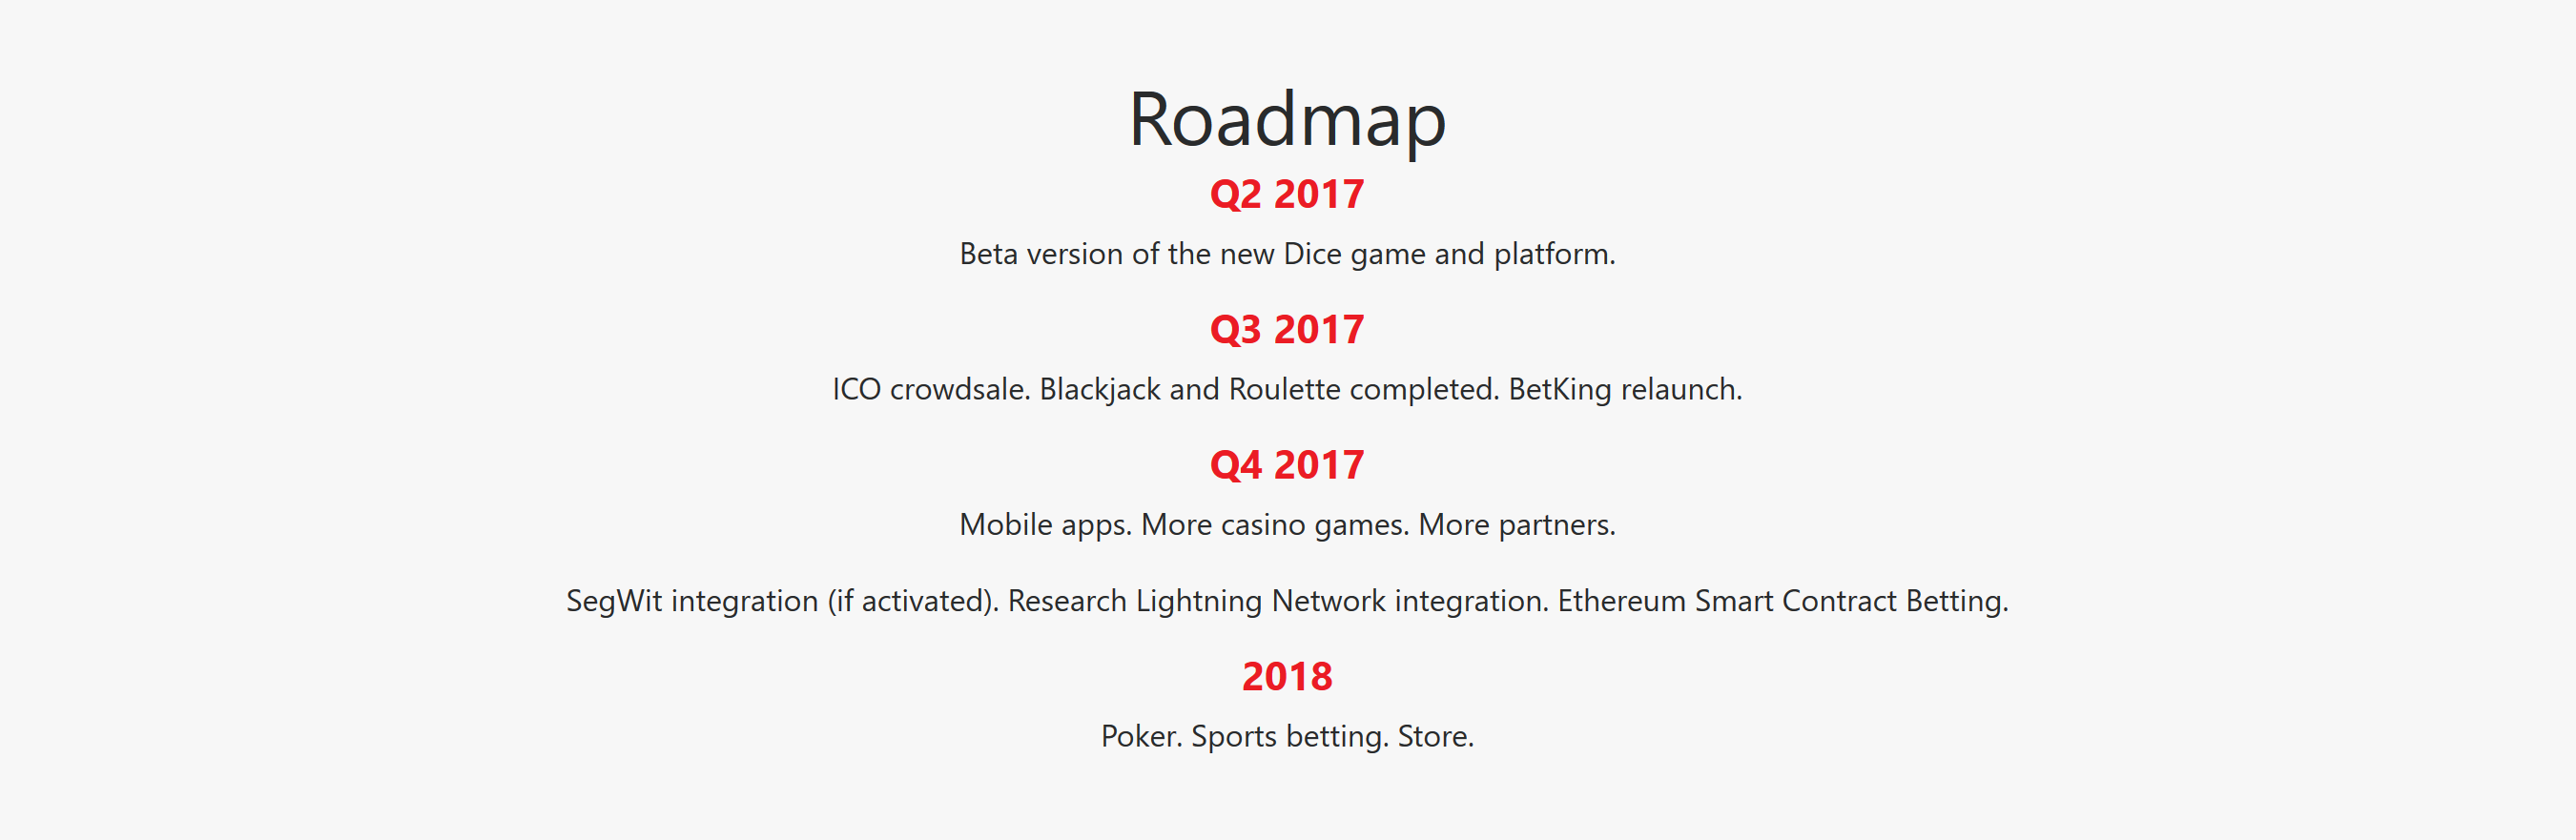 Roadmap
Q2 2017
Beta version of the new Dice game and platform.
Q3 2017
ICO crowdsale. Blackjack and Roulette completed. BetKing relaunch.
Q4 2017
Mobile apps. More casino games. More partners.
SegWit integration (if activated). Research Lightning Network integration. Ethereum Smart Contract Betting.
2018
Poker. Sports betting. Store.